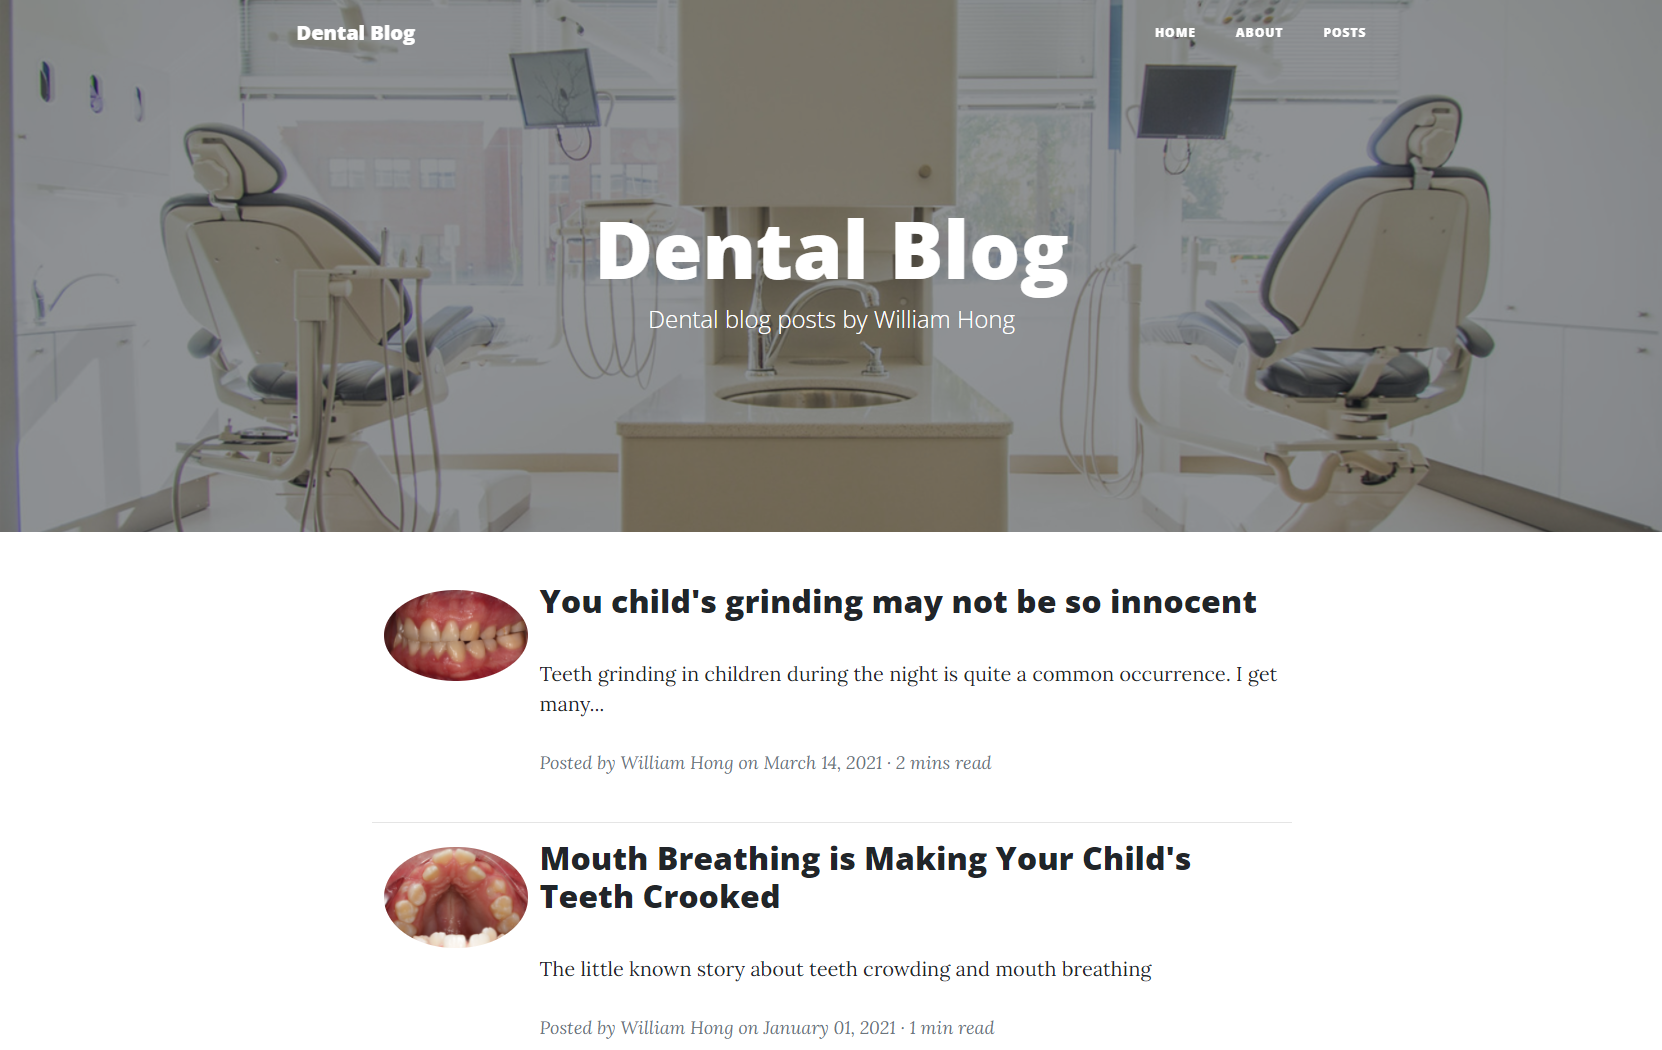 Dental Blog
HOME ABOUT POSTS
Dental Blog
Dental blog posts by William Hong
You child's grinding may not be so innocent
Teeth grinding in children during the night is quite a common occurrence. I get
many...
Posted by William Hong on March 14, 2021 · 2 mins read
Mouth Breathing is Making Your Child's
Teeth Crooked
The little known story about teeth crowding and mouth breathing
Posted by William Hong on January 01, 2021 · 1 min read